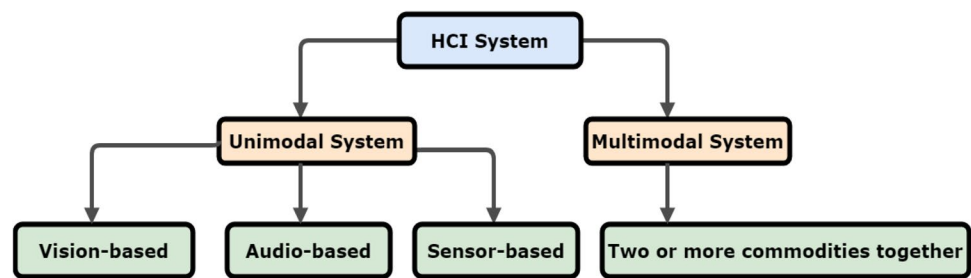 HCI System
Unimodal System
Multimodal System
Vision-based
Audio-based
Sensor-based
Two or more commodities together